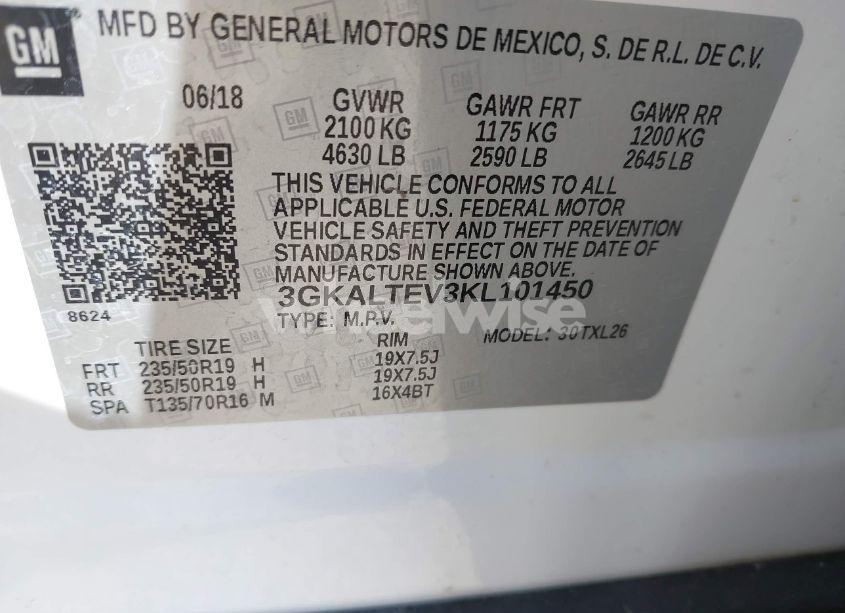 GM
MFD BY GENERAL MOTORS DE MEXICO, S. DE R.L. DE C.V.
06/18 GVWR GAWR FRT GAWR RR
2100 KG 1175 KG 1200 KG
4630 LB 2590 LB 2645 LB
THIS VEHICLE CONFORMS TO ALL
APPLICABLE U.S. FEDERAL MOTOR
VEHICLE SAFETY AND THEFT PREVENTION
STANDARDS IN EFFECT ON THE DATE OF
MANUFACTURE SHOWN ABOVE.
3GKALTEV3KL101450
8624
TYPE: M.P.V. MODEL: 30TXL26
TIRE SIZE RIM
FRT 235/50R19 H 19X7.5J
RR 235/50R19 H 19X7.5J
SPA T135/70R16 M 16X4BT